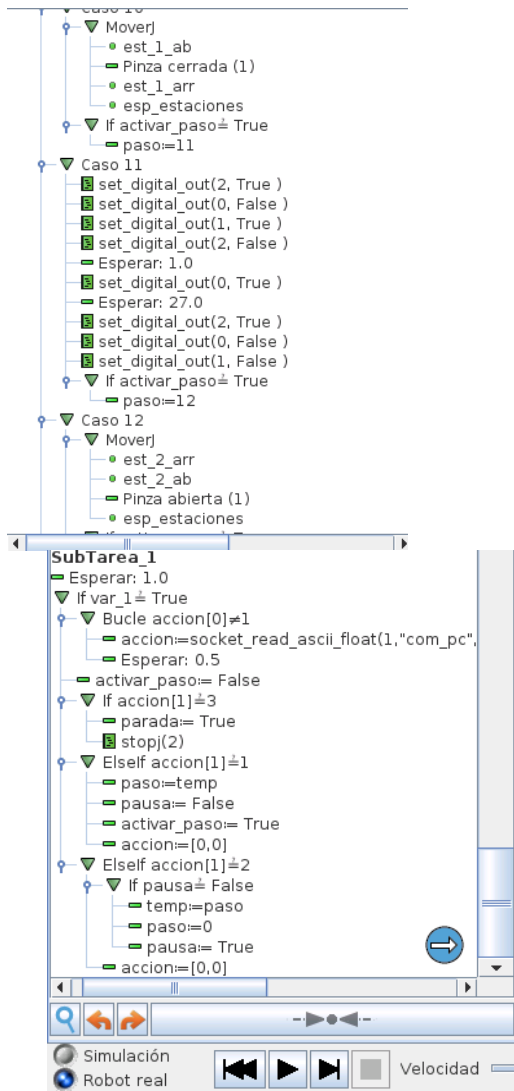 Caso 10
MoverJ
est_1_ab
Pinza cerrada (1)
est_1_arr
esp_estaciones
If activar_paso≟ True
paso:=11
Caso 11
set_digital_out(2, True )
set_digital_out(0, False )
set_digital_out(1, True )
set_digital_out(2, False )
Esperar: 1.0
set_digital_out(0, True )
Esperar: 27.0
set_digital_out(2, True )
set_digital_out(0, False )
set_digital_out(1, False )
If activar_paso≟ True
paso:=12
Caso 12
MoverJ
est_2_arr
est_2_ab
Pinza abierta (1)
esp_estaciones
SubTarea_1
Esperar: 1.0
If var_1≟ True
Bucle accion[0]≠1
accion:=socket_read_ascii_float(1,"com_pc",
Esperar: 0.5
activar_paso:= False
If accion[1]≟3
parada:= True
stopj(2)
ElseIf accion[1]≟1
paso:=temp
pausa:= False
activar_paso:= True
accion:=[0,0]
ElseIf accion[1]≟2
If pausa≟ False
temp:=paso
paso:=0
pausa:= True
accion:=[0,0]
Simulación
Robot real
Velocidad